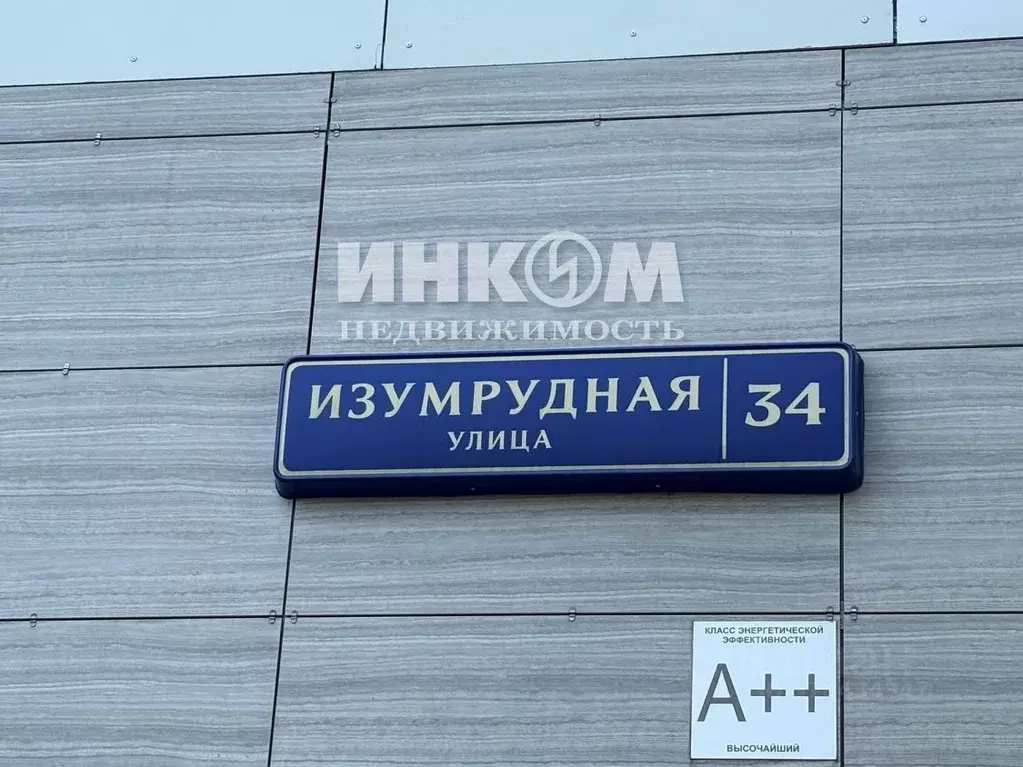 ИНКОМ
НЕДВИЖИМОСТЬ
ИЗУМРУДНАЯ
УЛИЦА
34
КЛАСС ЭНЕРГЕТИЧЕСКОЙ
ЭФФЕКТИВНОСТИ
A++
ВЫСОЧАЙШИЙ